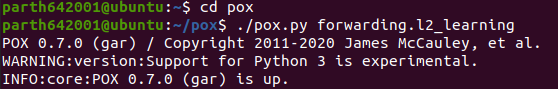 parth642001@ubuntu:~$ cd pox
parth642001@ubuntu:~/pox$ ./pox.py forwarding.l2_learning
POX 0.7.0 (gar) / Copyright 2011-2020 James McCauley, et al.
WARNING:version:Support for Python 3 is experimental.
INFO:core:POX 0.7.0 (gar) is up.